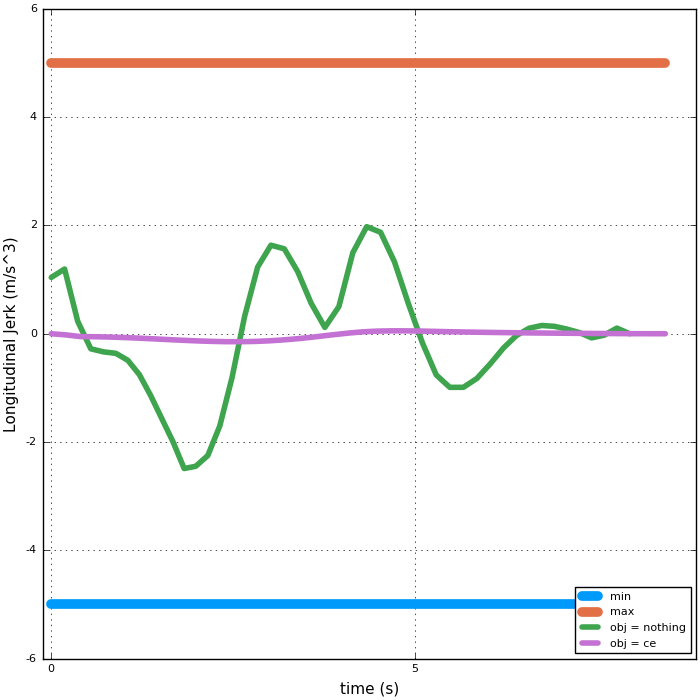 6
4
2
0
-2
-4
-6
Longitudinal Jerk (m/s^3)
0
5
time (s)
min
max
obj = nothing
obj = ce